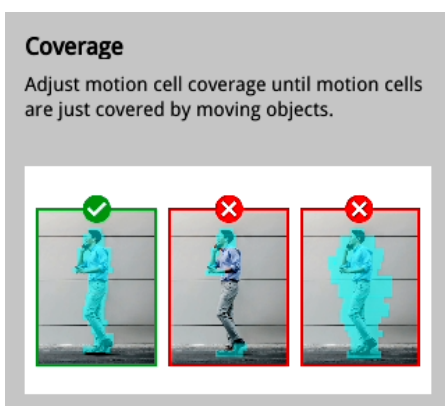 Coverage
Adjust motion cell coverage until motion cells
are just covered by moving objects.